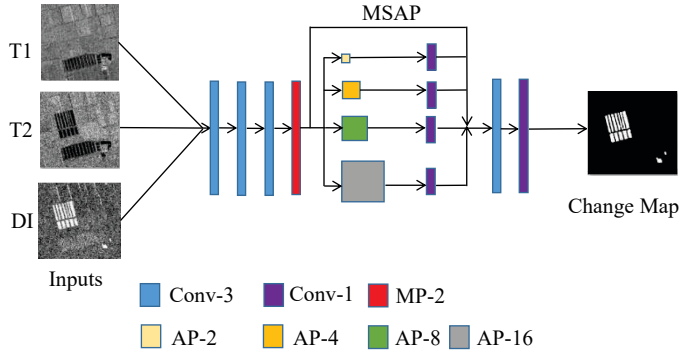 MSAP
T1
T2
DI
Inputs
Change Map
Conv-3 Conv-1 MP-2
AP-2 AP-4 AP-8 AP-16